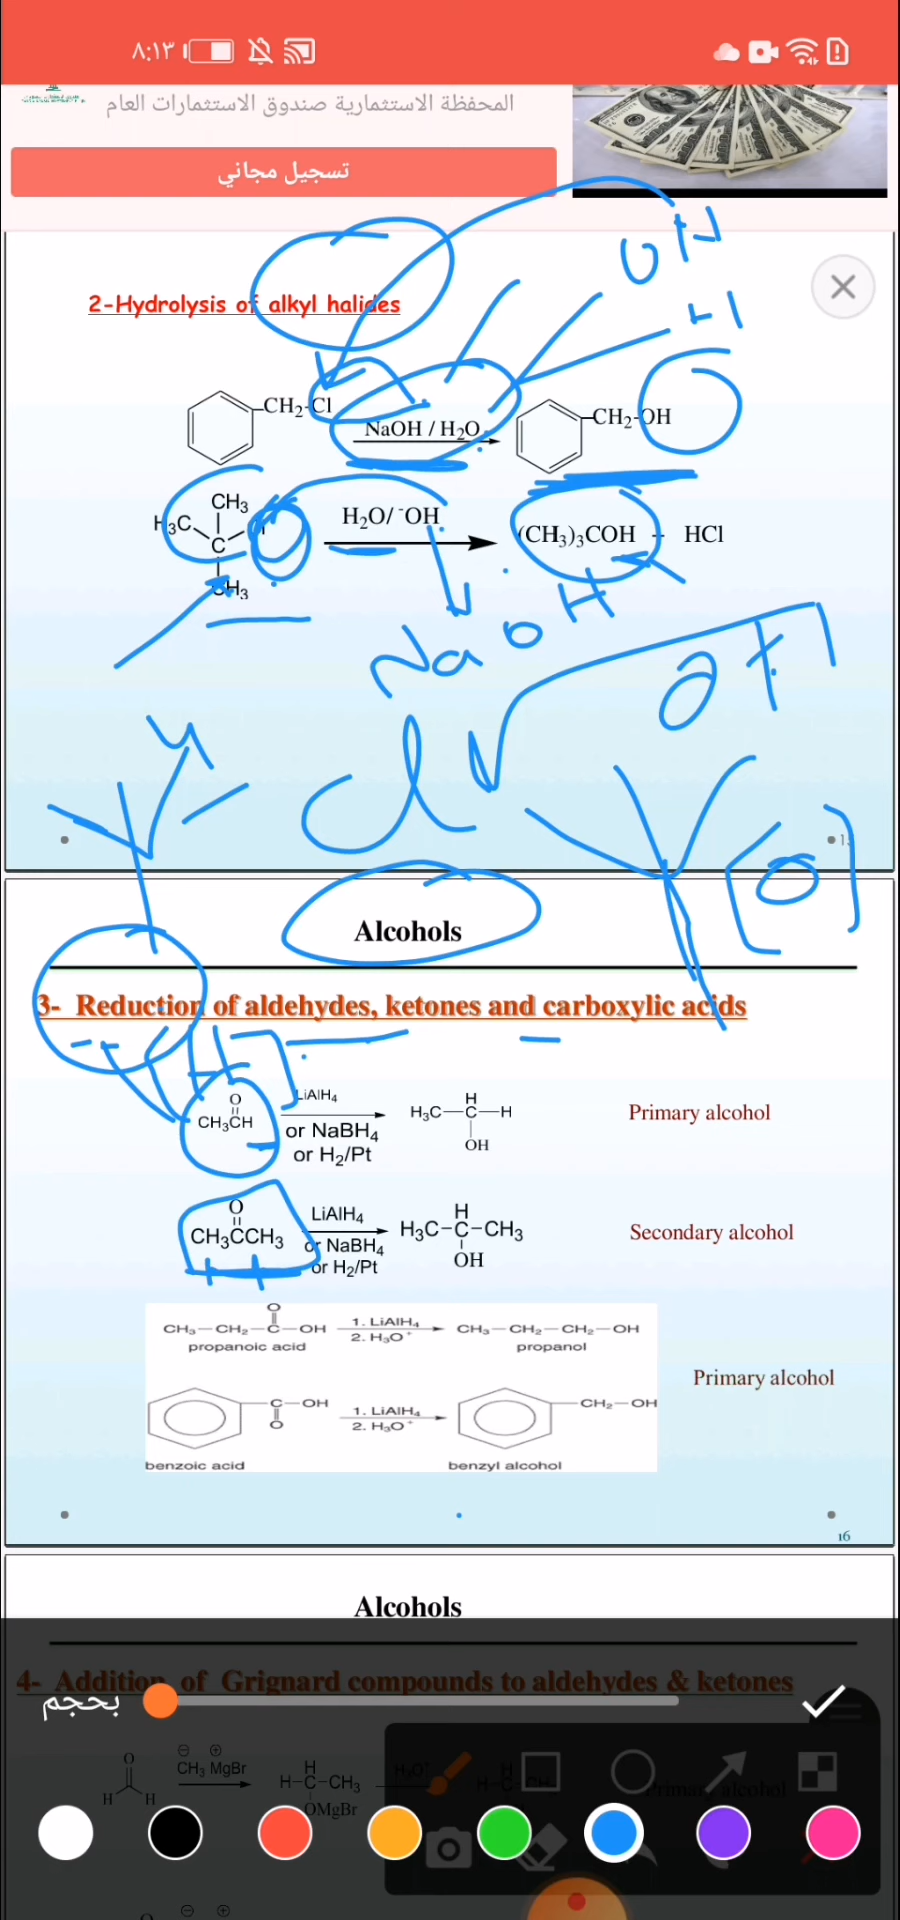 ٨:١٣
المحفظة الاستثمارية صندوق الاستثمارات العام
تسجيل مجاني
OH
H
2-Hydrolysis of alkyl halides
CH₂-Cl
NaOH / H₂O
CH₂-OH
CH₃
H₃C
C
CH₃
H₂O/ ⁻OH
(CH₃)₃COH + HCl
NaOH
OH
Cl
[O]
Alcohols
3- Reduction of aldehydes, ketones and carboxylic acids
H
O
CH₃CH
LiAlH₄
or NaBH₄
or H₂/Pt
H
H₃C—C—H
OH
Primary alcohol
O
CH₃CCH₃
LiAlH₄
or NaBH₄
or H₂/Pt
H
H₃C-C-CH₃
OH
Secondary alcohol
O
CH₃—CH₂—C—OH
1. LiAlH₄
2. H₃O⁺
CH₃—CH₂—CH₂—OH
propanoic acid
propanol
Primary alcohol
C—OH
O
1. LiAlH₄
2. H₃O⁺
CH₂—OH
benzoic acid
benzyl alcohol
16
Alcohols
4- Addition of Grignard compounds to aldehydes & ketones
بحجم
O
H H
⊖ ⊕
CH₃ MgBr
H
H-C-CH₃
OMgBr
H₃O⁺
Primary alcohol
⊖ ⊕